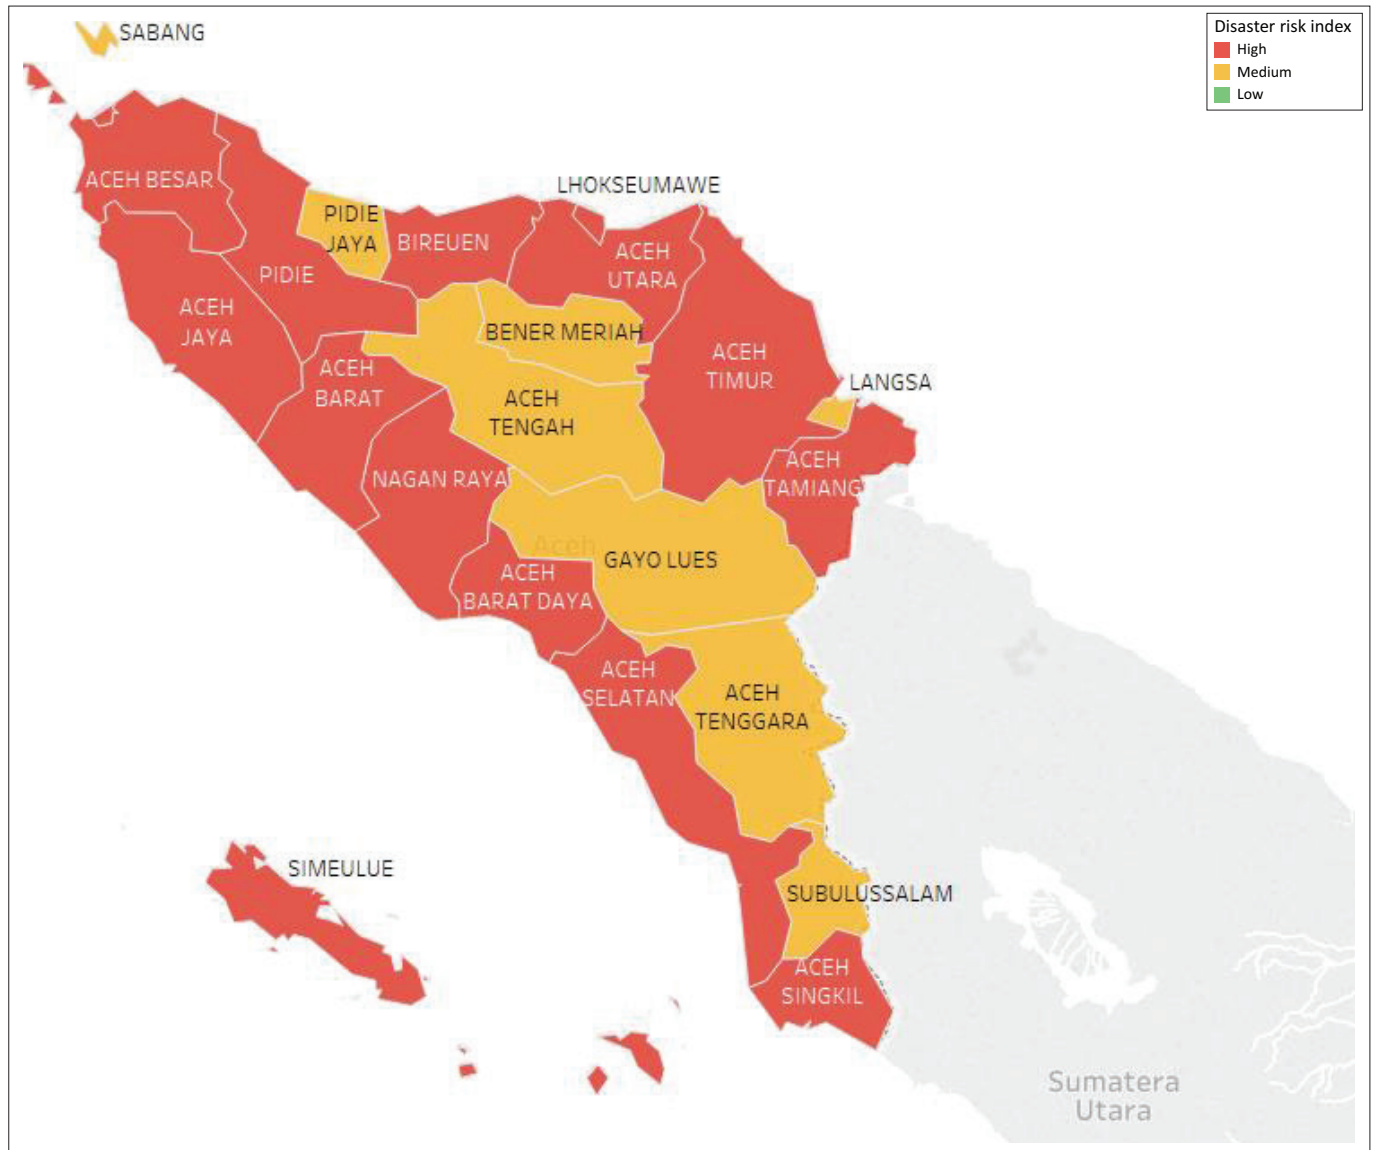 SABANG
Disaster risk index
High
Medium
Low
ACEH BESAR
LHOKSEUMAWE
PIDIE
JAYA
BIREUEN
ACEH
UTARA
PIDIE
ACEH
JAYA
BENER MERIAH
ACEH
BARAT
ACEH
TIMUR
LANGSA
ACEH
TENGAH
NAGAN RAYA
ACEH
TAMIANG
Aceh
GAYO LUES
ACEH
BARAT DAYA
ACEH
SELATAN
ACEH
TENGGARA
SIMEULUE
SUBULUSSALAM
ACEH
SINGKIL
Sumatera
Utara